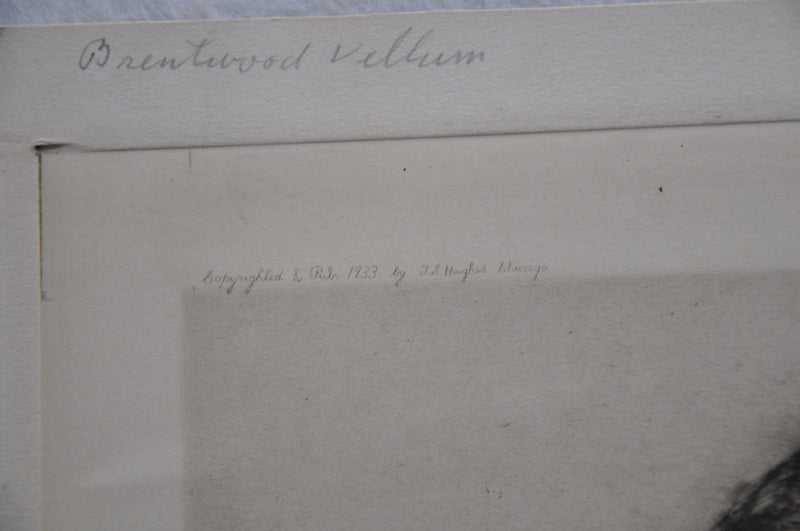 Brentwood Vellum
Copyrighted & Pub. 1933 by J.S. Hughes Chicago